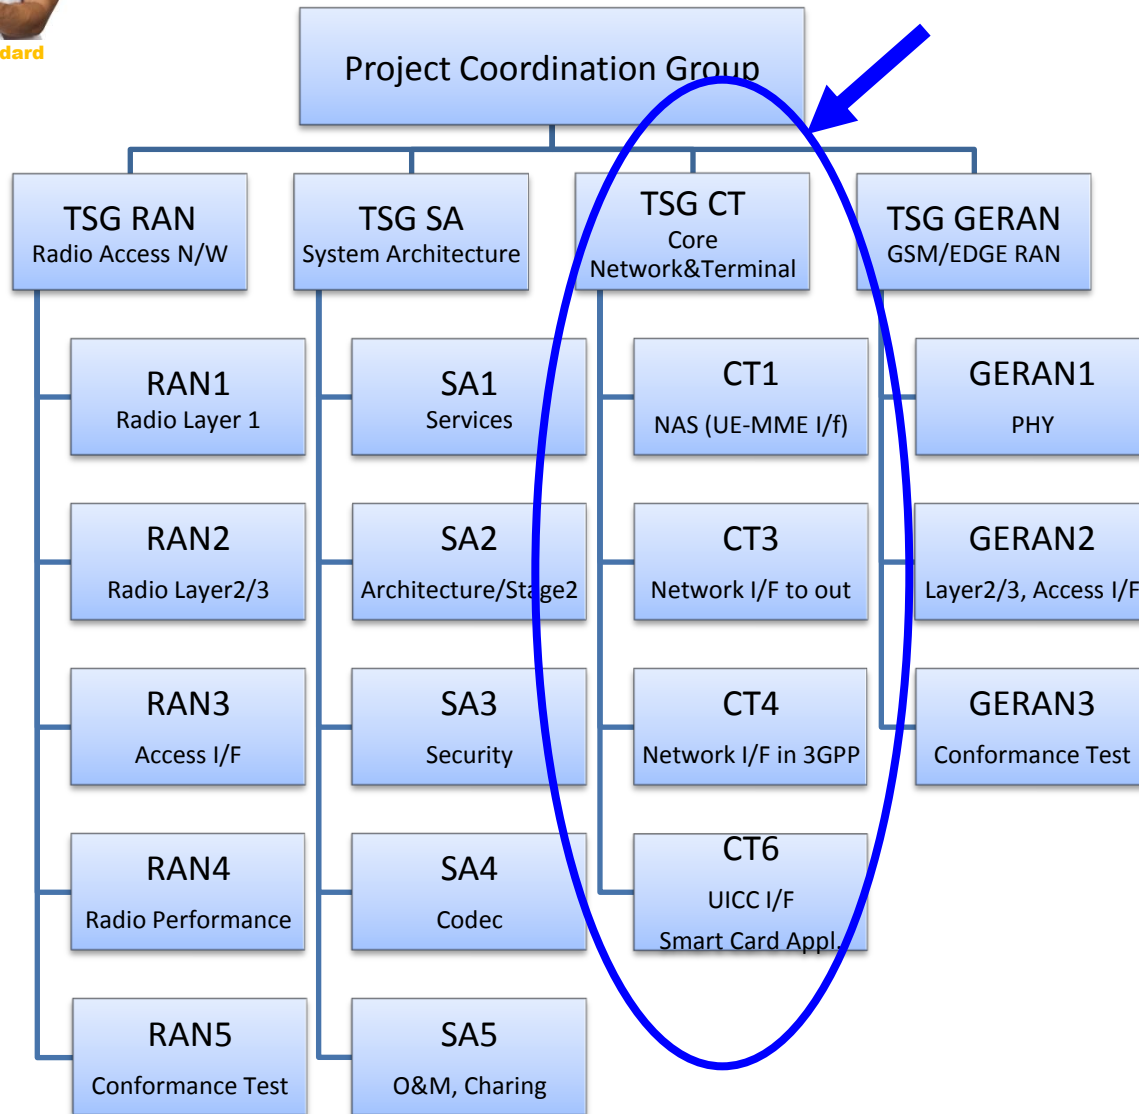 dard
Project Coordination Group
TSG RAN
Radio Access N/W
TSG SA
System Architecture
TSG CT
Core
Network&Terminal
TSG GERAN
GSM/EDGE RAN
RAN1
Radio Layer 1
SA1
Services
CT1
NAS (UE-MME I/f)
GERAN1
PHY
RAN2
Radio Layer2/3
SA2
Architecture/Stage2
CT3
Network I/F to out
GERAN2
Layer2/3, Access I/F
RAN3
Access I/F
SA3
Security
CT4
Network I/F in 3GPP
GERAN3
Conformance Test
RAN4
Radio Performance
SA4
Codec
CT6
UICC I/F
Smart Card Appl.
RAN5
Conformance Test
SA5
O&M, Charing